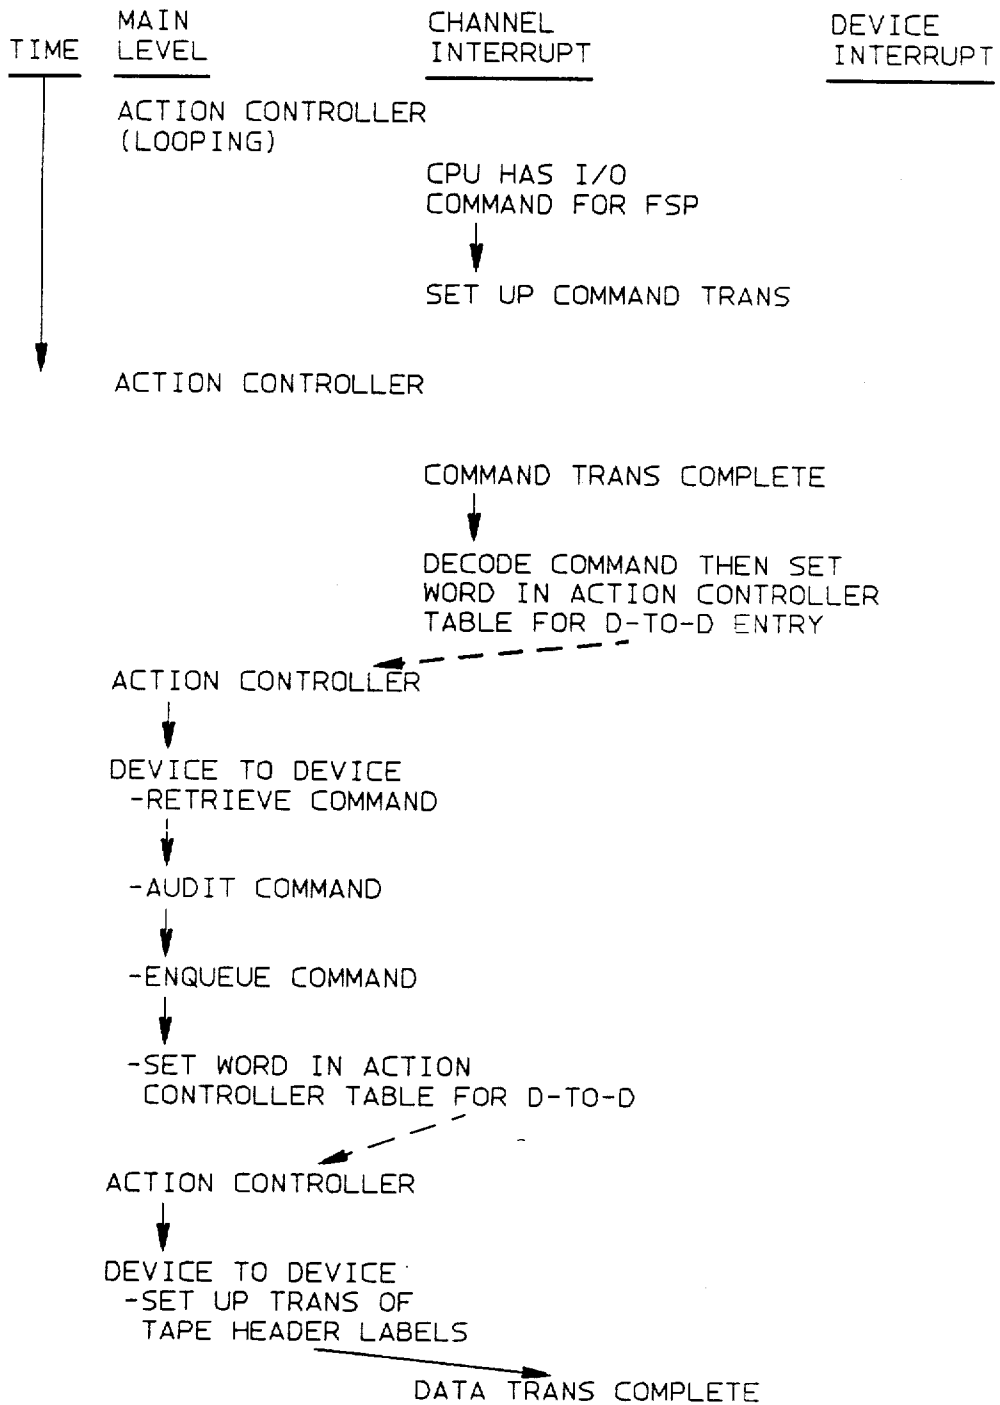 TIME
MAIN
LEVEL
CHANNEL
INTERRUPT
DEVICE
INTERRUPT
ACTION CONTROLLER
(LOOPING)
CPU HAS I/O
COMMAND FOR FSP
SET UP COMMAND TRANS
ACTION CONTROLLER
COMMAND TRANS COMPLETE
DECODE COMMAND THEN SET
WORD IN ACTION CONTROLLER
TABLE FOR D-TO-D ENTRY
ACTION CONTROLLER
DEVICE TO DEVICE
-RETRIEVE COMMAND
-AUDIT COMMAND
-ENQUEUE COMMAND
-SET WORD IN ACTION
CONTROLLER TABLE FOR D-TO-D
ACTION CONTROLLER
DEVICE TO DEVICE
-SET UP TRANS OF
TAPE HEADER LABELS
DATA TRANS COMPLETE